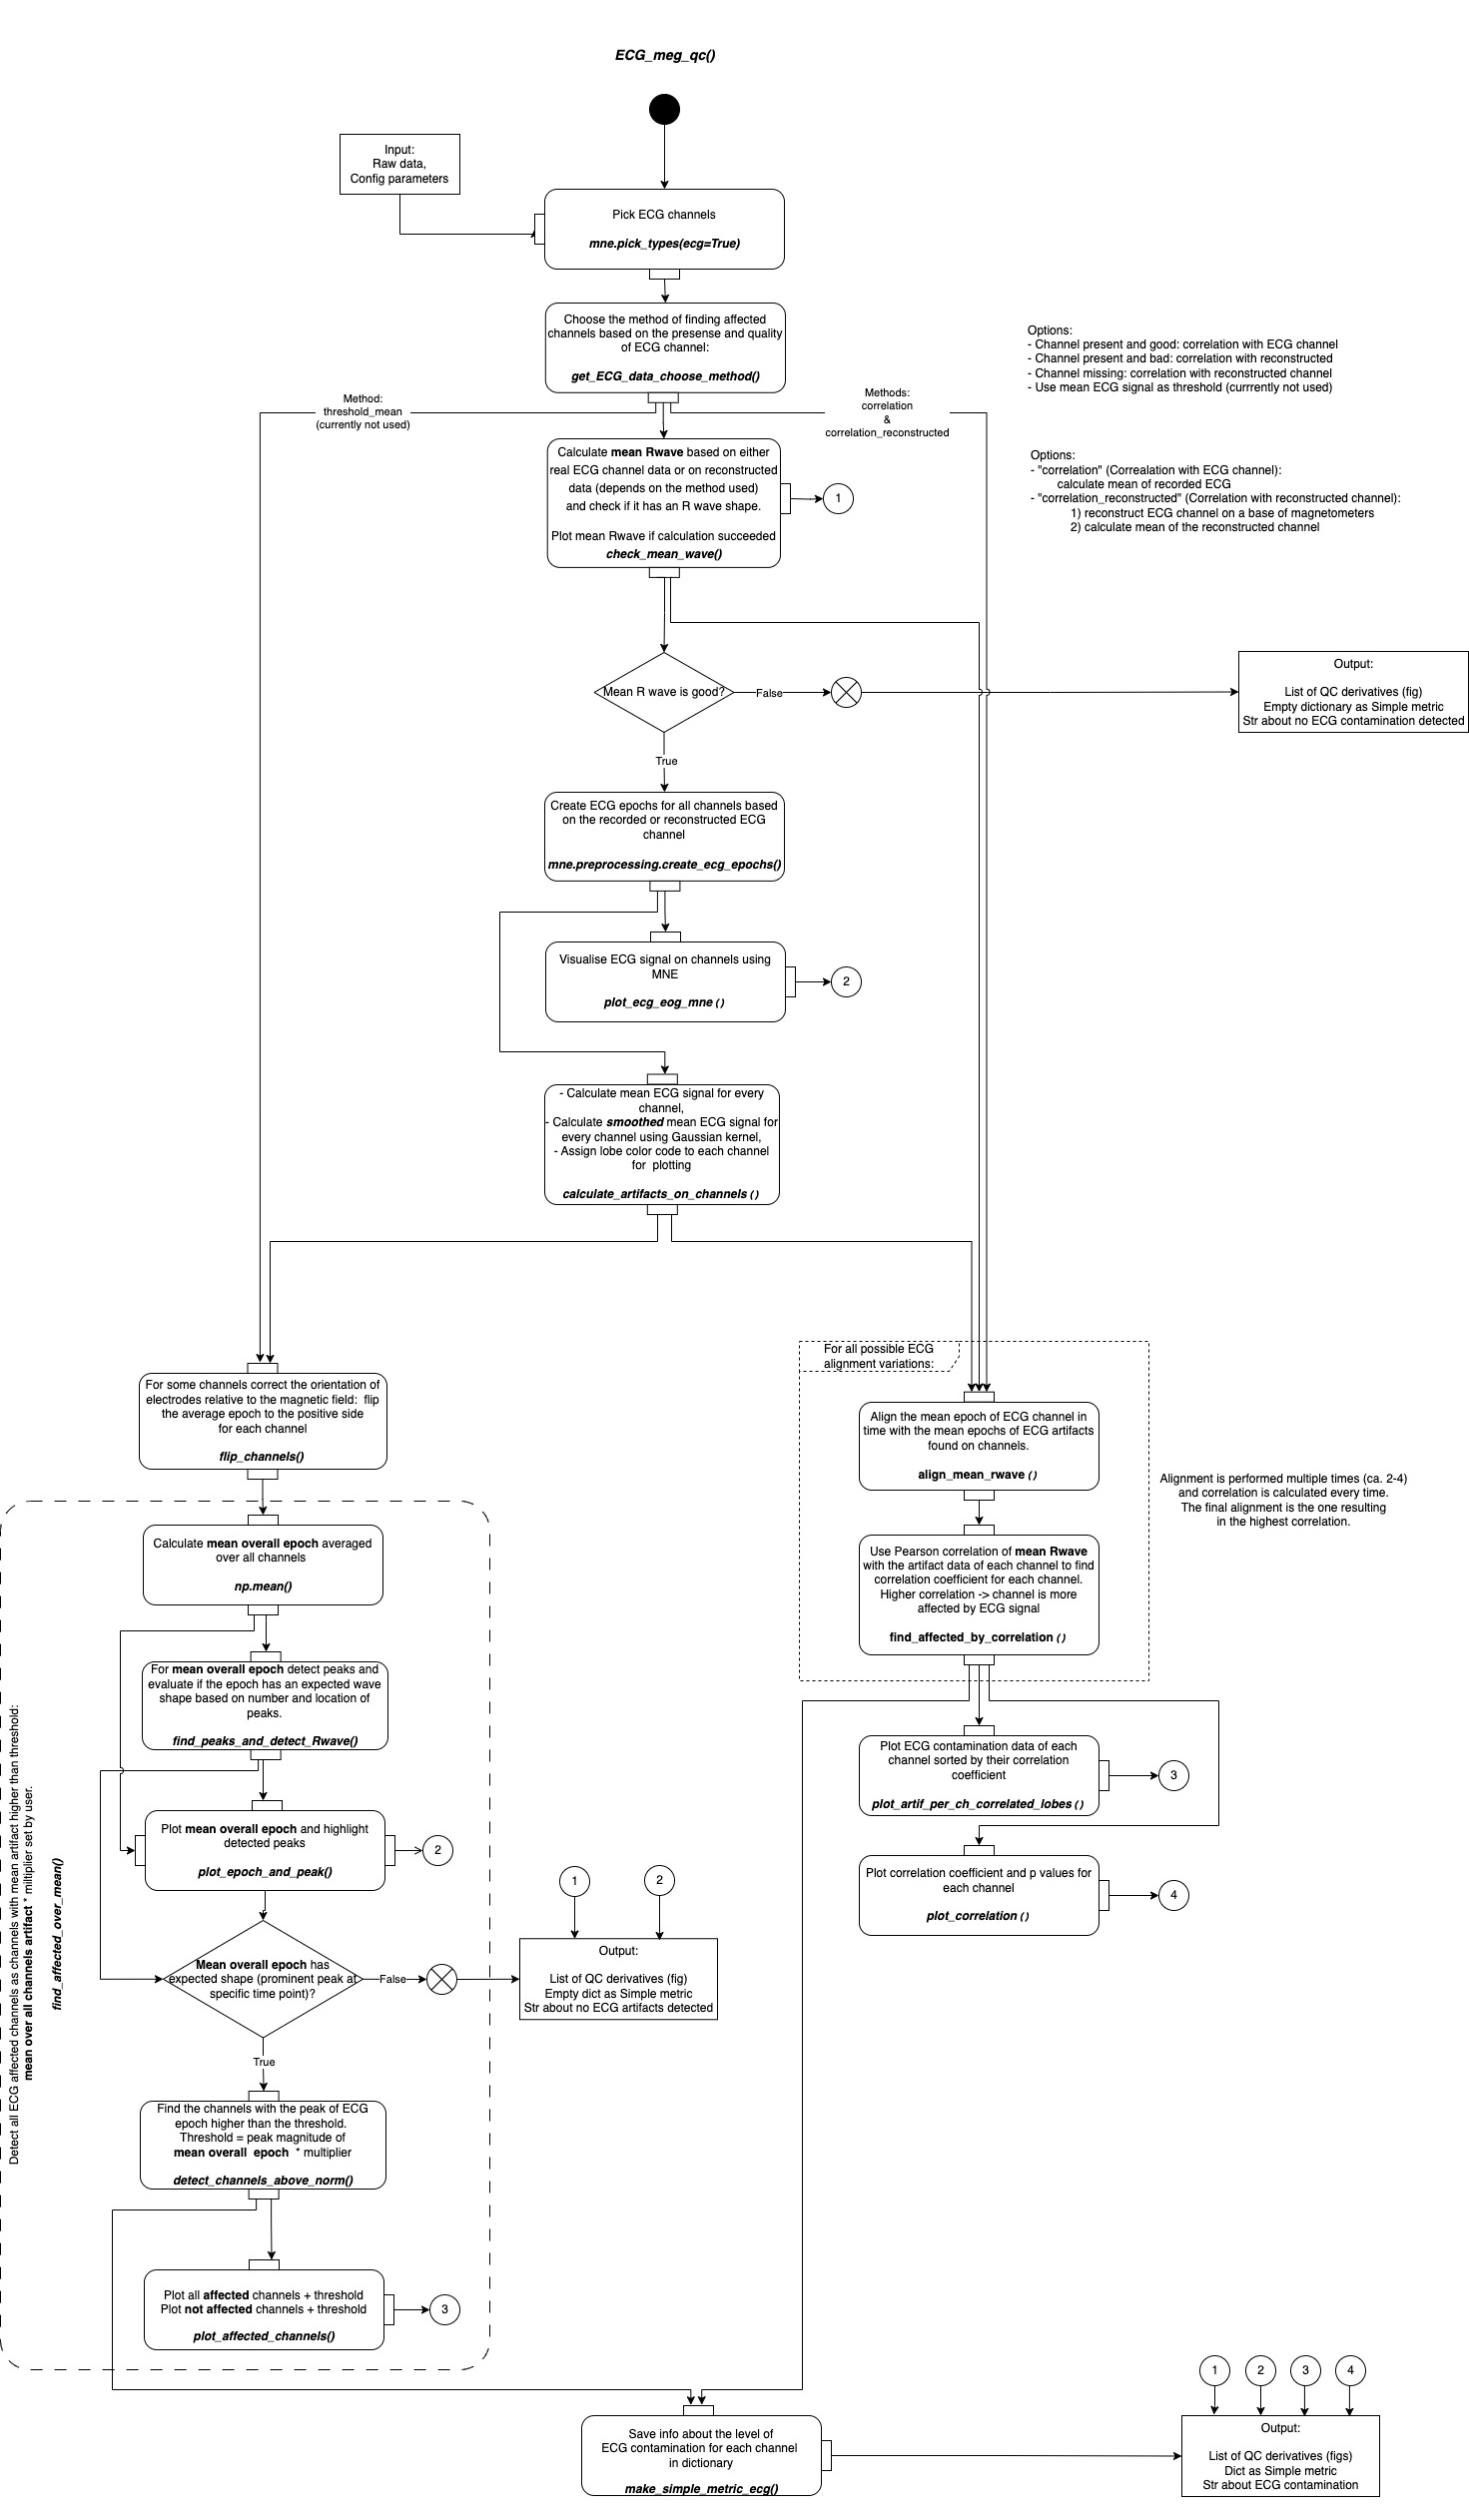 ECG_meg_qc()
Input:
Raw data,
Config parameters
Pick ECG channels
mne.pick_types(ecg=True)
Choose the method of finding affected
channels based on the presense and quality
of ECG channel:
get_ECG_data_choose_method()
Options:
- Channel present and good: correlation with ECG channel
- Channel present and bad: correlation with reconstructed
- Channel missing: correlation with reconstructed channel
- Use mean ECG signal as threshold (currrently not used)
Method:
threshold_mean
(currently not used)
Methods:
correlation
&
correlation_reconstructed
Calculate mean Rwave based on either
real ECG channel data or on reconstructed
data (depends on the method used)
and check if it has an R wave shape.
Plot mean Rwave if calculation succeeded
check_mean_wave()
1
Options:
- "correlation" (Correalation with ECG channel):
calculate mean of recorded ECG
- "correlation_reconstructed" (Correlation with reconstructed channel):
1) reconstruct ECG channel on a base of magnetometers
2) calculate mean of the reconstructed channel
Mean R wave is good?
False
Output:
List of QC derivatives (fig)
Empty dictionary as Simple metric
Str about no ECG contamination detected
True
Create ECG epochs for all channels based
on the recorded or reconstructed ECG
channel
mne.preprocessing.create_ecg_epochs()
Visualise ECG signal on channels using
MNE
plot_ecg_eog_mne ()
2
- Calculate mean ECG signal for every
channel,
- Calculate smoothed mean ECG signal for
every channel using Gaussian kernel,
- Assign lobe color code to each channel
for plotting
calculate_artifacts_on_channels ()
For some channels correct the orientation of
electrodes relative to the magnetic field: flip
the average epoch to the positive side
for each channel
flip_channels()
For all possible ECG
alignment variations:
Align the mean epoch of ECG channel in
time with the mean epochs of ECG artifacts
found on channels.
align_mean_rwave ()
Alignment is performed multiple times (ca. 2-4)
and correlation is calculated every time.
The final alignment is the one resulting
in the highest correlation.
Use Pearson correlation of mean Rwave
with the artifact data of each channel to find
correlation coefficient for each channel.
Higher correlation -> channel is more
affected by ECG signal
find_affected_by_correlation ()
Plot ECG contamination data of each
channel sorted by their correlation
coefficient
plot_artif_per_ch_correlated_lobes ()
3
Plot correlation coefficient and p values for
each channel
plot_correlation ()
4
Detect all ECG affected channels as channels with mean artifact higher than threshold:
mean over all channels artifact * miltiplier set by user.
find_affected_over_mean()
Calculate mean overall epoch averaged
over all channels
np.mean()
For mean overall epoch detect peaks and
evaluate if the epoch has an expected wave
shape based on number and location of
peaks.
find_peaks_and_detect_Rwave()
Plot mean overall epoch and highlight
detected peaks
plot_epoch_and_peak()
2
Mean overall epoch has
expected shape (prominent peak at
specific time point)?
False
1
2
Output:
List of QC derivatives (fig)
Empty dict as Simple metric
Str about no ECG artifacts detected
True
Find the channels with the peak of ECG
epoch higher than the threshold.
Threshold = peak magnitude of
mean overall epoch * multiplier
detect_channels_above_norm()
Plot all affected channels + threshold
Plot not affected channels + threshold
plot_affected_channels()
3
Save info about the level of
ECG contamination for each channel
in dictionary
make_simple_metric_ecg()
1
2
3
4
Output:
List of QC derivatives (figs)
Dict as Simple metric
Str about ECG contamination